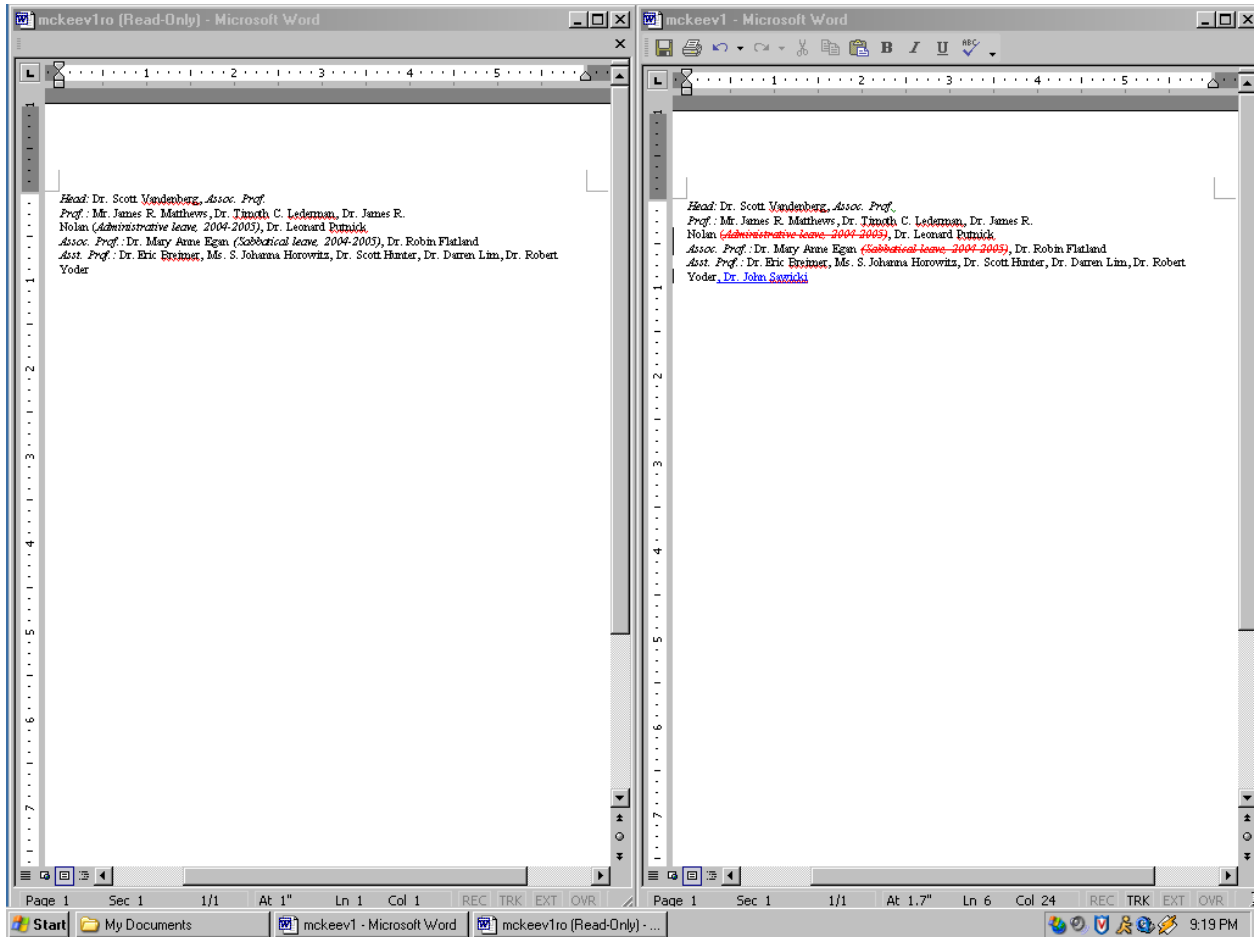 mckeev1ro (Read-Only) - Microsoft Word
Head: Dr. Scott Vandenberg, Assoc. Prof.
Prof.: Mr. James R. Matthews, Dr. Timoth C. Lederman, Dr. James R.
Nolan (Administrative leave, 2004-2005), Dr. Leonard Putnick
Assoc. Prof.: Dr. Mary Anne Egan (Sabbatical leave, 2004-2005), Dr. Robin Flatland
Asst. Prof.: Dr. Eric Breimer, Ms. S. Johanna Horowitz, Dr. Scott Hunter, Dr. Darren Lim, Dr. Robert
Yoder
Page 1 Sec 1 1/1 At 1" Ln 1 Col 1 REC TRK EXT OVR
mckeev1 - Microsoft Word
B I U ABC
Head: Dr. Scott Vandenberg, Assoc. Prof.
Prof.: Mr. James R. Matthews, Dr. Timoth C. Lederman, Dr. James R.
Nolan (Administrative leave, 2004-2005), Dr. Leonard Putnick
Assoc. Prof.: Dr. Mary Anne Egan (Sabbatical leave, 2004-2005), Dr. Robin Flatland
Asst. Prof.: Dr. Eric Breimer, Ms. S. Johanna Horowitz, Dr. Scott Hunter, Dr. Darren Lim, Dr. Robert
Yoder, Dr. John Sawicki
Page 1 Sec 1 1/1 At 1.7" Ln 6 Col 24 REC TRK EXT OVR
Start My Documents mckeev1 - Microsoft Word mckeev1ro (Read-Only) - ... 9:19 PM